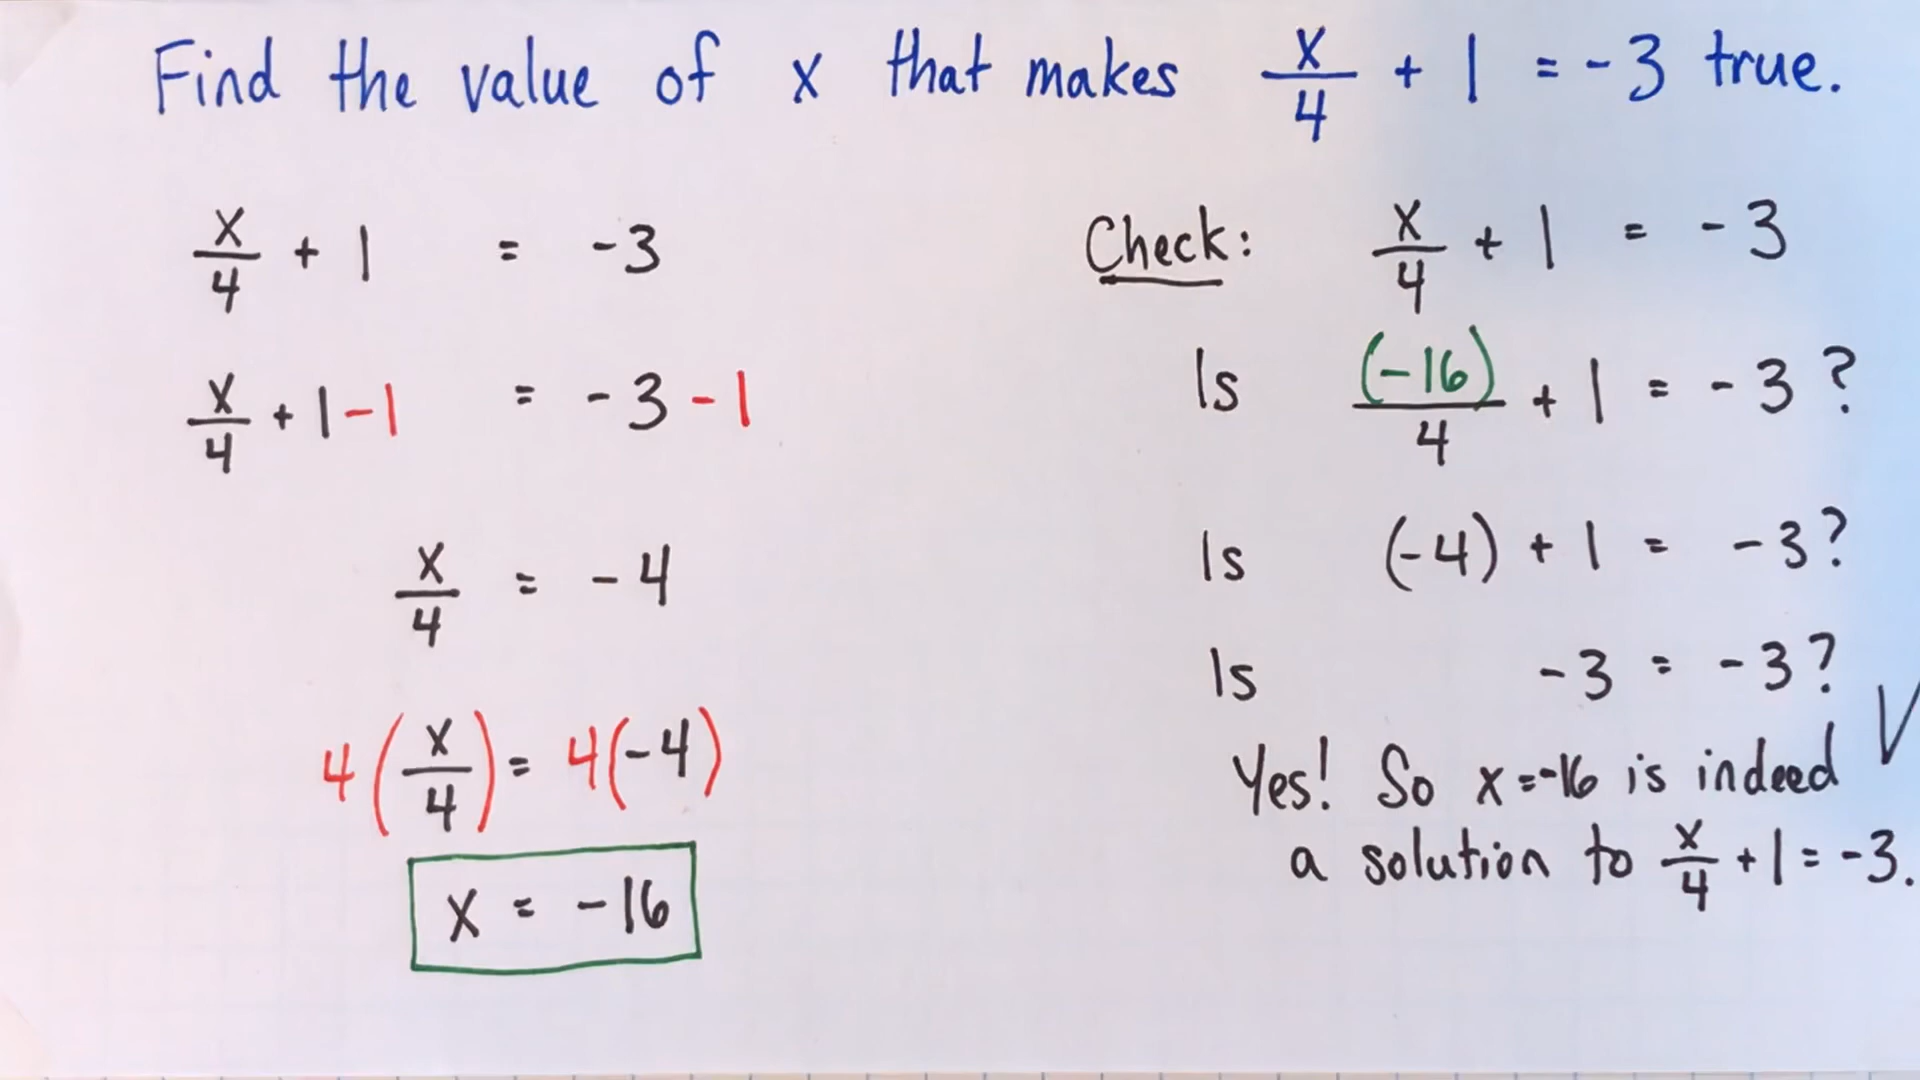 Find the value of x that makes x/4 + 1 = -3 true.
x/4 + 1 = -3
x/4 + 1 - 1 = -3 - 1
x/4 = -4
4(x/4) = 4(-4)
x = -16
Check: x/4 + 1 = -3
Is (-16)/4 + 1 = -3?
Is (-4) + 1 = -3?
Is -3 = -3?
Yes! So x = -16 is indeed
a solution to x/4 + 1 = -3.